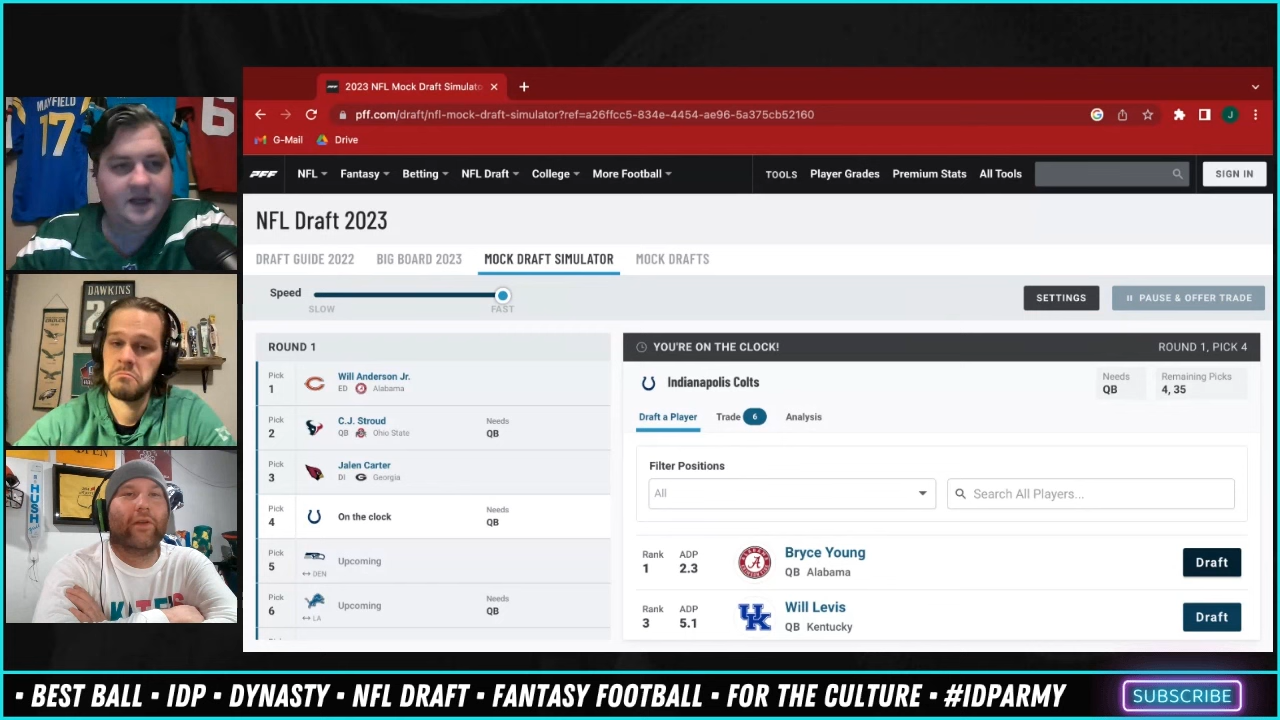 MAYFIELD
17
6
DAWKINS
HUSH
2023 NFL Mock Draft Simulato
pff.com/draft/nfl-mock-draft-simulator?ref=a26ffcc5-834e-4454-ae96-5a375cb52160
J
G-Mail
Drive
PFF
NFL
Fantasy
Betting
NFL Draft
College
More Football
TOOLS
Player Grades
Premium Stats
All Tools
SIGN IN
NFL Draft 2023
DRAFT GUIDE 2022
BIG BOARD 2023
MOCK DRAFT SIMULATOR
MOCK DRAFTS
Speed
SLOW
FAST
SETTINGS
PAUSE & OFFER TRADE
ROUND 1
Pick
1
Will Anderson Jr.
ED Alabama
Pick
2
C.J. Stroud
QB Ohio State
Needs
QB
Pick
3
Jalen Carter
DI Georgia
Pick
4
On the clock
Needs
QB
Pick
5
↔ DEN
Upcoming
Pick
6
↔ LA
Upcoming
Needs
QB
YOU'RE ON THE CLOCK!
ROUND 1, PICK 4
Indianapolis Colts
Needs
QB
Remaining Picks
4, 35
Draft a Player
Trade 6
Analysis
Filter Positions
All
Search All Players...
Rank
1
ADP
2.3
Bryce Young
QB Alabama
Draft
Rank
3
ADP
5.1
UK
Will Levis
QB Kentucky
Draft
• BEST BALL • IDP • DYNASTY • NFL DRAFT • FANTASY FOOTBALL • FOR THE CULTURE • #IDPARMY
SUBSCRIBE